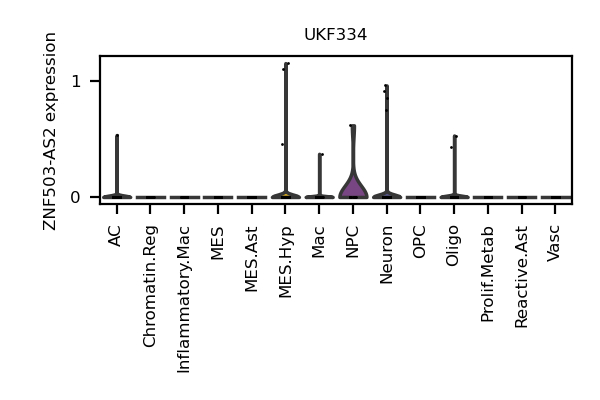 UKF334
ZNF503-AS2 expression
1
0
AC
Chromatin.Reg
Inflammatory.Mac
MES
MES.Ast
MES.Hyp
Mac
NPC
Neuron
OPC
Oligo
Prolif.Metab
Reactive.Ast
Vasc